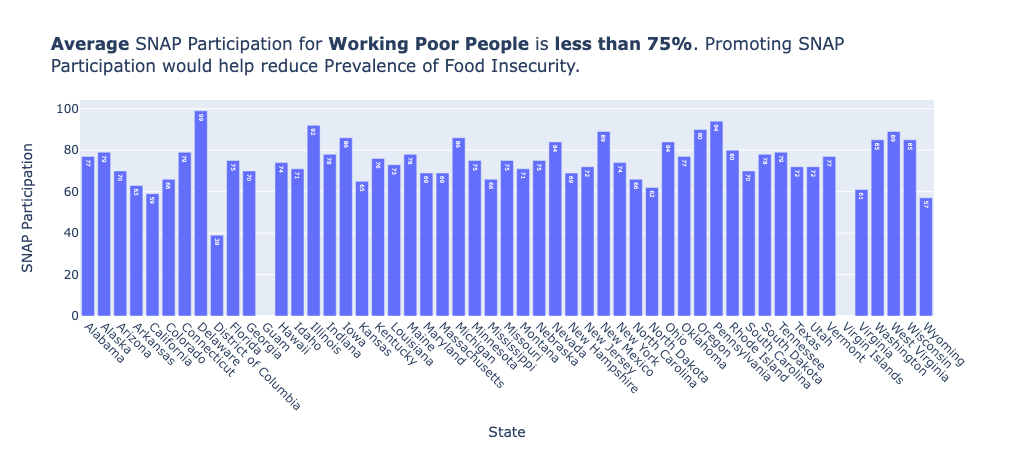 Average SNAP Participation for Working Poor People is less than 75%. Promoting SNAP
Participation would help reduce Prevalence of Food Insecurity.
100
80
60
40
20
0
SNAP Participation
77
79
70
63
59
66
79
99
39
75
70
74
71
92
78
86
65
76
73
78
69
69
86
75
66
75
71
75
84
69
72
89
74
66
62
84
77
90
94
80
70
78
79
72
72
77
61
85
89
85
57
Alabama
Alaska
Arizona
Arkansas
California
Colorado
Connecticut
Delaware
District of Columbia
Florida
Georgia
Guam
Hawaii
Idaho
Illinois
Indiana
Iowa
Kansas
Kentucky
Louisiana
Maine
Maryland
Massachusetts
Michigan
Minnesota
Mississippi
Missouri
Montana
Nebraska
Nevada
New Hampshire
New Jersey
New Mexico
New York
North Carolina
North Dakota
Ohio
Oklahoma
Oregon
Pennsylvania
Rhode Island
South Carolina
South Dakota
Tennessee
Texas
Utah
Vermont
Virgin Islands
Virginia
Washington
West Virginia
Wisconsin
Wyoming
State